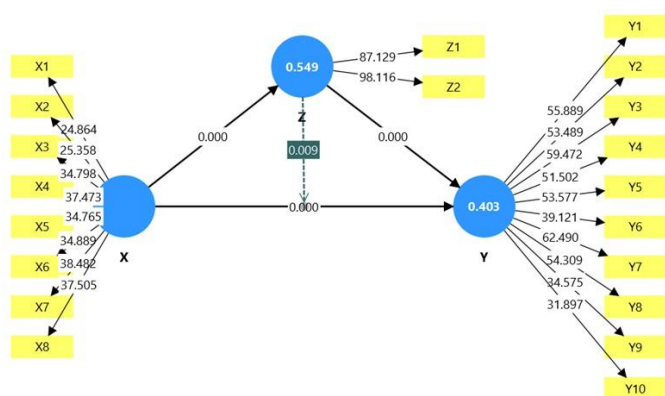 X1
X2
X3
X4
X5
X6
X7
X8
24.864
25.358
34.798
37.473
34.765
34.889
38.482
37.505
X
0.000
0.549
Z
87.129
98.116
Z1
Z2
0.009
0.000
0.000
0.403
Y
55.889
53.489
59.472
51.502
53.577
39.121
62.490
54.309
34.575
31.897
Y1
Y2
Y3
Y4
Y5
Y6
Y7
Y8
Y9
Y10